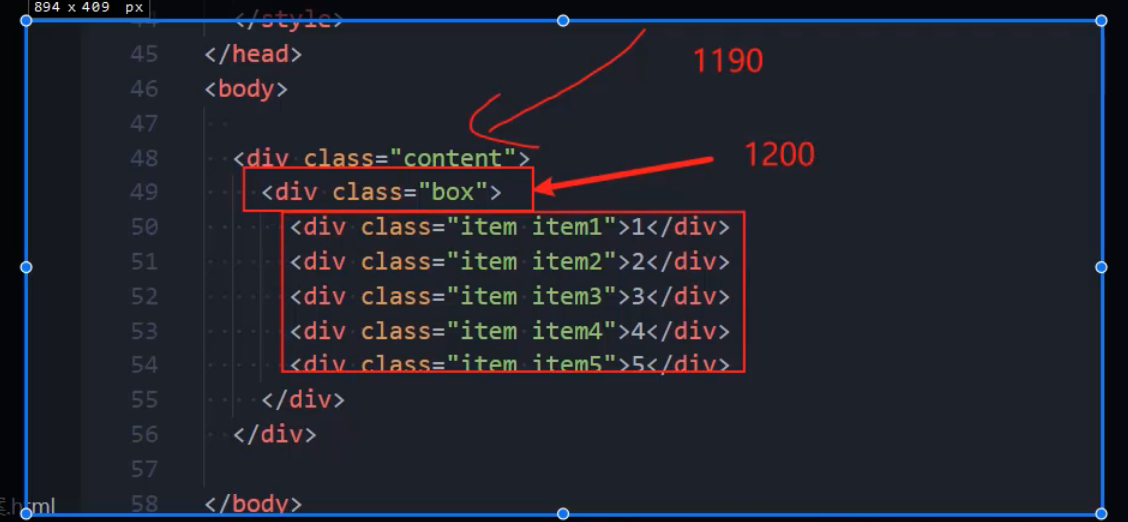 894 x 409 px
44 </style>
45 </head>
1190
46 <body>
47
48 <div class="content">
1200
49 <div class="box">
50 <div class="item item1">1</div>
51 <div class="item item2">2</div>
52 <div class="item item3">3</div>
53 <div class="item item4">4</div>
54 <div class="item item5">5</div>
55 </div>
56 </div>
57
案.html
58 </body>